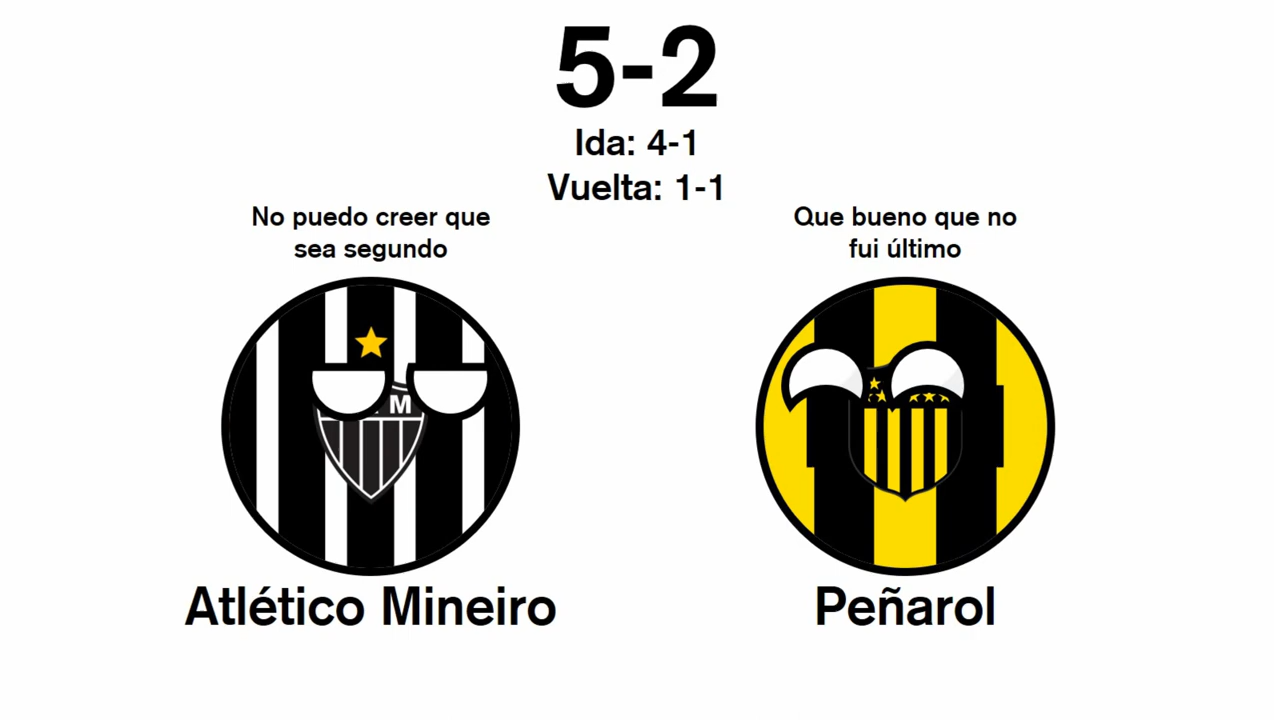 5-2
Ida: 4-1
Vuelta: 1-1
No puedo creer que
sea segundo
Que bueno que no
fui último
M
Atlético Mineiro
Peñarol